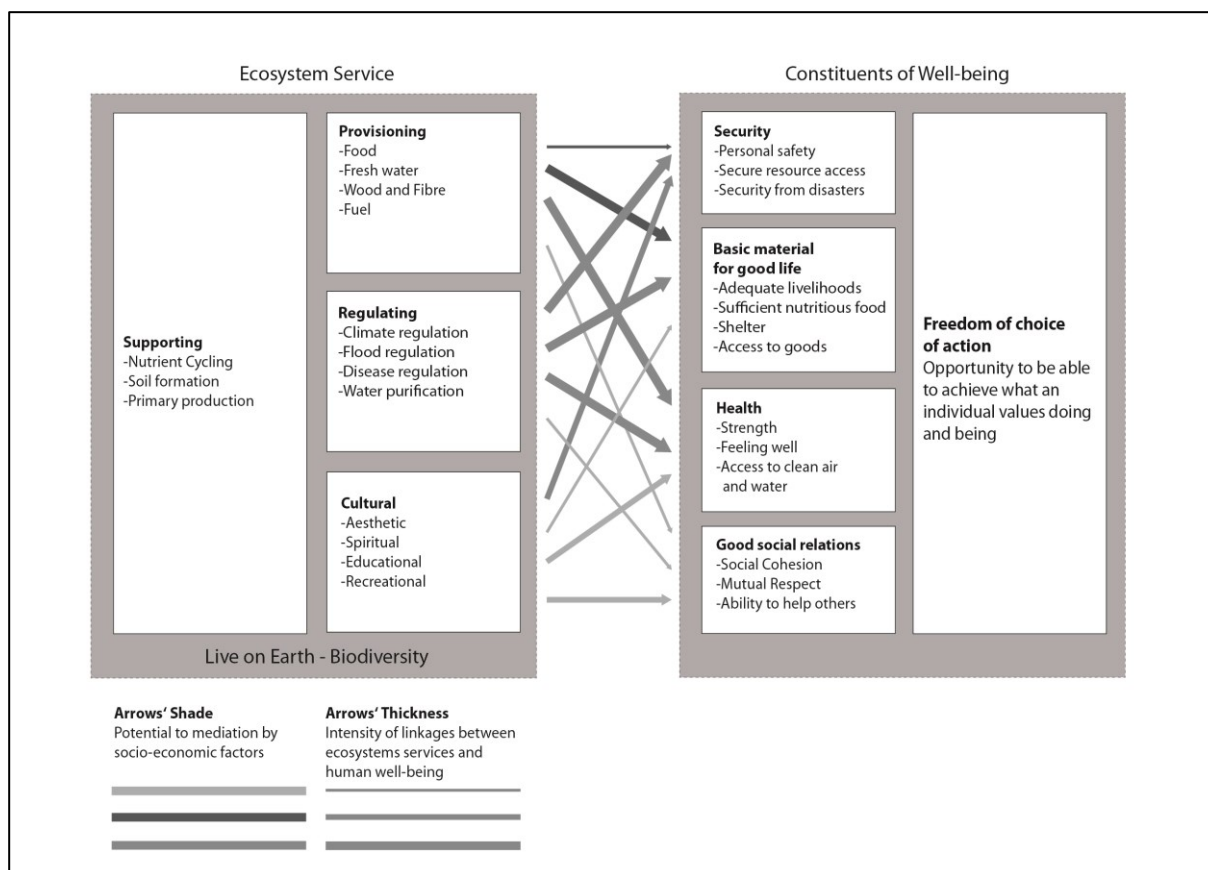 Ecosystem Service
Supporting
-Nutrient Cycling
-Soil formation
-Primary production
Provisioning
-Food
-Fresh water
-Wood and Fibre
-Fuel
Regulating
-Climate regulation
-Flood regulation
-Disease regulation
-Water purification
Cultural
-Aesthetic
-Spiritual
-Educational
-Recreational
Live on Earth - Biodiversity
Constituents of Well-being
Security
-Personal safety
-Secure resource access
-Security from disasters
Basic material
for good life
-Adequate livelihoods
-Sufficient nutritious food
-Shelter
-Access to goods
Health
-Strength
-Feeling well
-Access to clean air
and water
Good social relations
-Social Cohesion
-Mutual Respect
-Ability to help others
Freedom of choice
of action
Opportunity to be able
to achieve what an
individual values doing
and being
Arrows‘ Shade
Potential to mediation by
socio-economic factors
Arrows‘ Thickness
Intensity of linkages between
ecosystems services and
human well-being